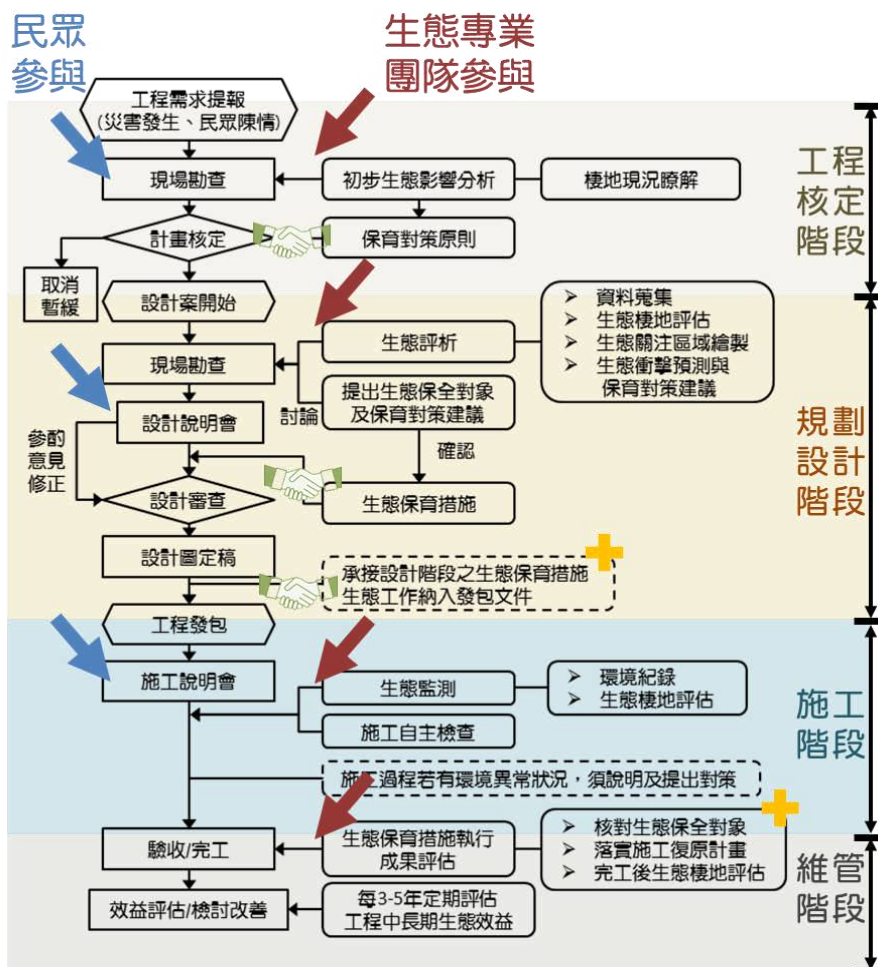 民眾
參與
生態專業
團隊參與
工程需求提報
(災害發生、民眾陳情)
現場勘查
初步生態影響分析
棲地現況瞭解
計畫核定
保育對策原則
取消
暫緩
工程
核定
階段
設計案開始
現場勘查
生態評析
➤ 資料蒐集
➤ 生態棲地評估
➤ 生態關注區域繪製
➤ 生態衝擊預測與
保育對策建議
討論
提出生態保全對象
及保育對策建議
設計說明會
參酌
意見
修正
確認
設計審查
生態保育措施
設計圖定稿
承接設計階段之生態保育措施
生態工作納入發包文件
規劃
設計
階段
工程發包
施工說明會
生態監測
➤ 環境紀錄
➤ 生態棲地評估
施工自主檢查
施工過程若有環境異常狀況，須說明及提出對策
施工
階段
驗收/完工
生態保育措施執行
成果評估
➤ 核對生態保全對象
➤ 落實施工復原計畫
➤ 完工後生態棲地評估
效益評估/檢討改善
每3-5年定期評估
工程中長期生態效益
維管
階段